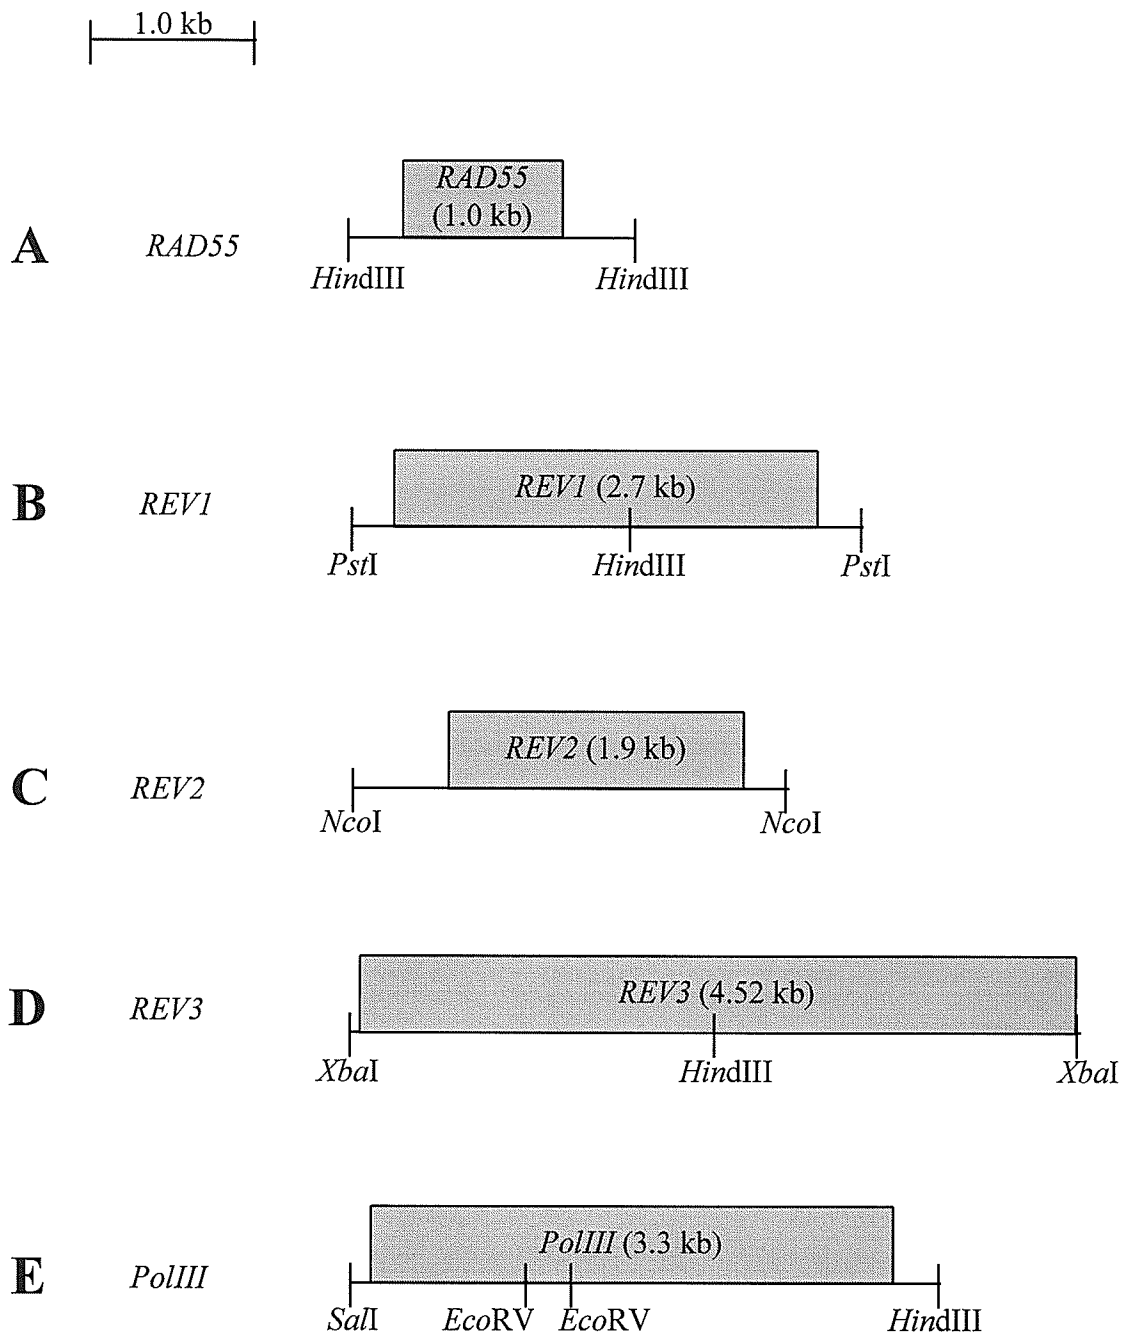 1.0 kb
RAD55
(1.0 kb)
A RAD55
HindIII HindIII
REV1 (2.7 kb)
B REV1
PstI HindIII PstI
REV2 (1.9 kb)
C REV2
NcoI NcoI
REV3 (4.52 kb)
D REV3
XbaI HindIII XbaI
PolIII (3.3 kb)
E PolIII
SalI EcoRV EcoRV HindIII